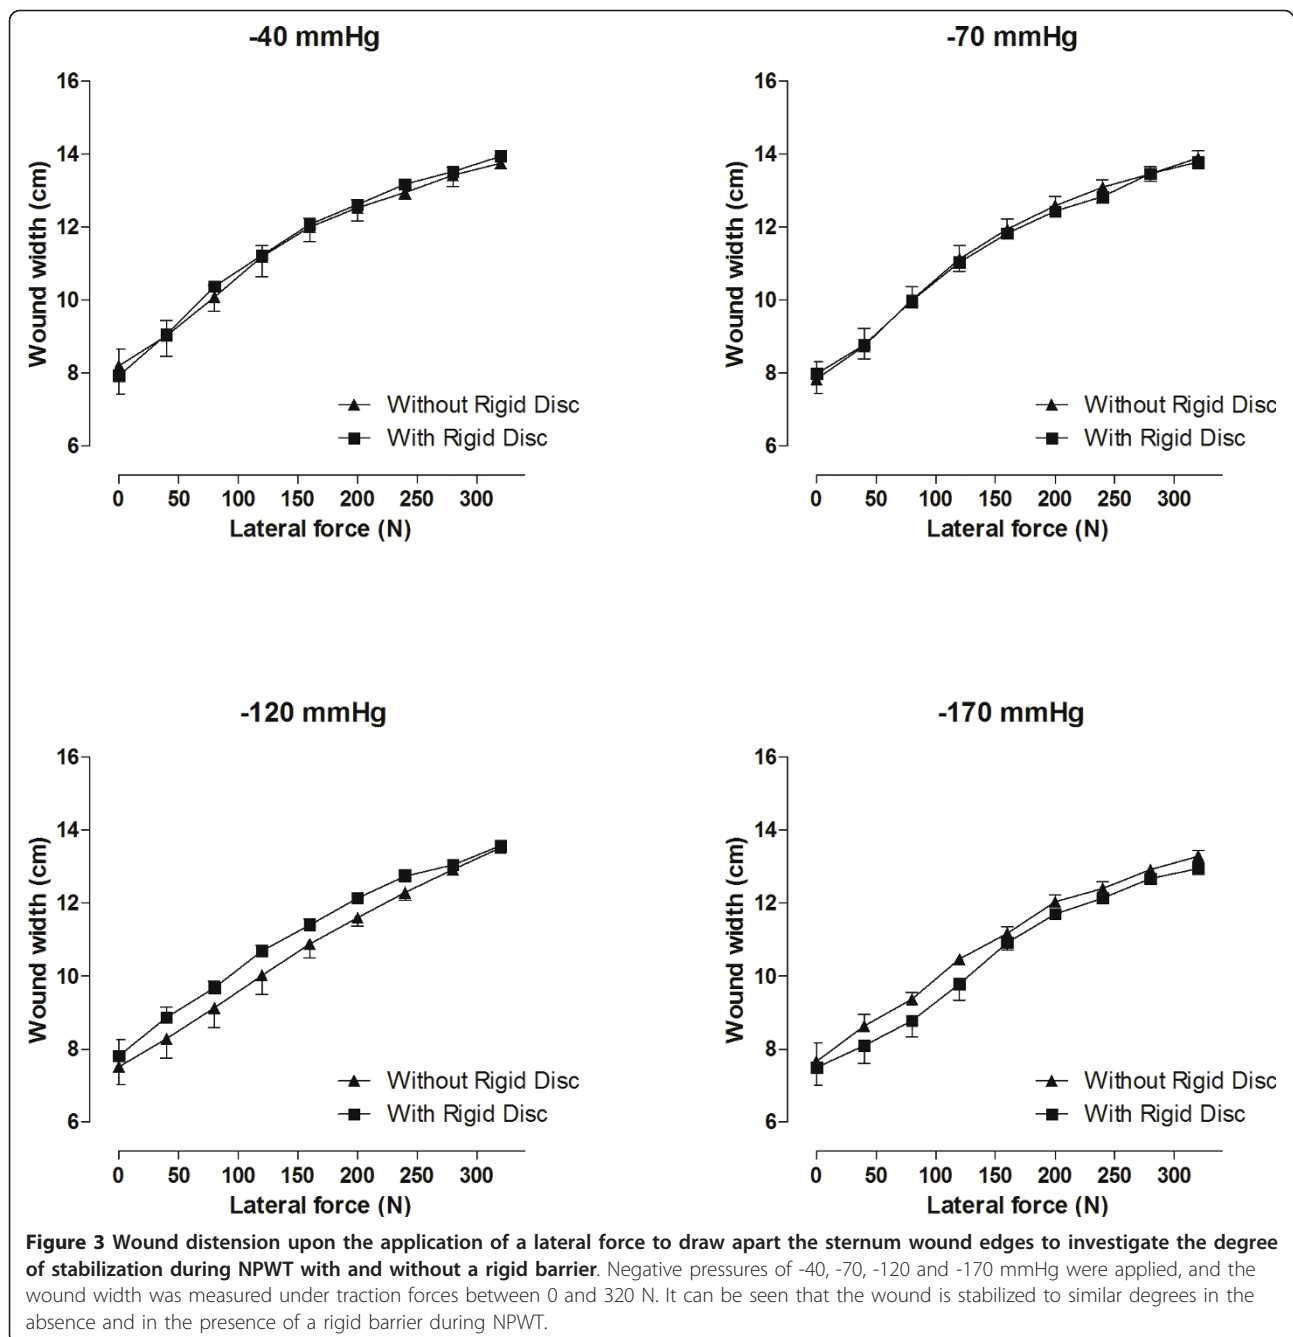 -40 mmHg
16
14
12
10
8
6
Wound width (cm)
Without Rigid Disc
With Rigid Disc
0 50 100 150 200 250 300
Lateral force (N)
-70 mmHg
16
14
12
10
8
6
Wound width (cm)
Without Rigid Disc
With Rigid Disc
0 50 100 150 200 250 300
Lateral force (N)
-120 mmHg
16
14
12
10
8
6
Wound width (cm)
Without Rigid Disc
With Rigid Disc
0 50 100 150 200 250 300
Lateral force (N)
-170 mmHg
16
14
12
10
8
6
Wound width (cm)
Without Rigid Disc
With Rigid Disc
0 50 100 150 200 250 300
Lateral force (N)
Figure 3 Wound distension upon the application of a lateral force to draw apart the sternum wound edges to investigate the degree
of stabilization during NPWT with and without a rigid barrier. Negative pressures of -40, -70, -120 and -170 mmHg were applied, and the
wound width was measured under traction forces between 0 and 320 N. It can be seen that the wound is stabilized to similar degrees in the
absence and in the presence of a rigid barrier during NPWT.